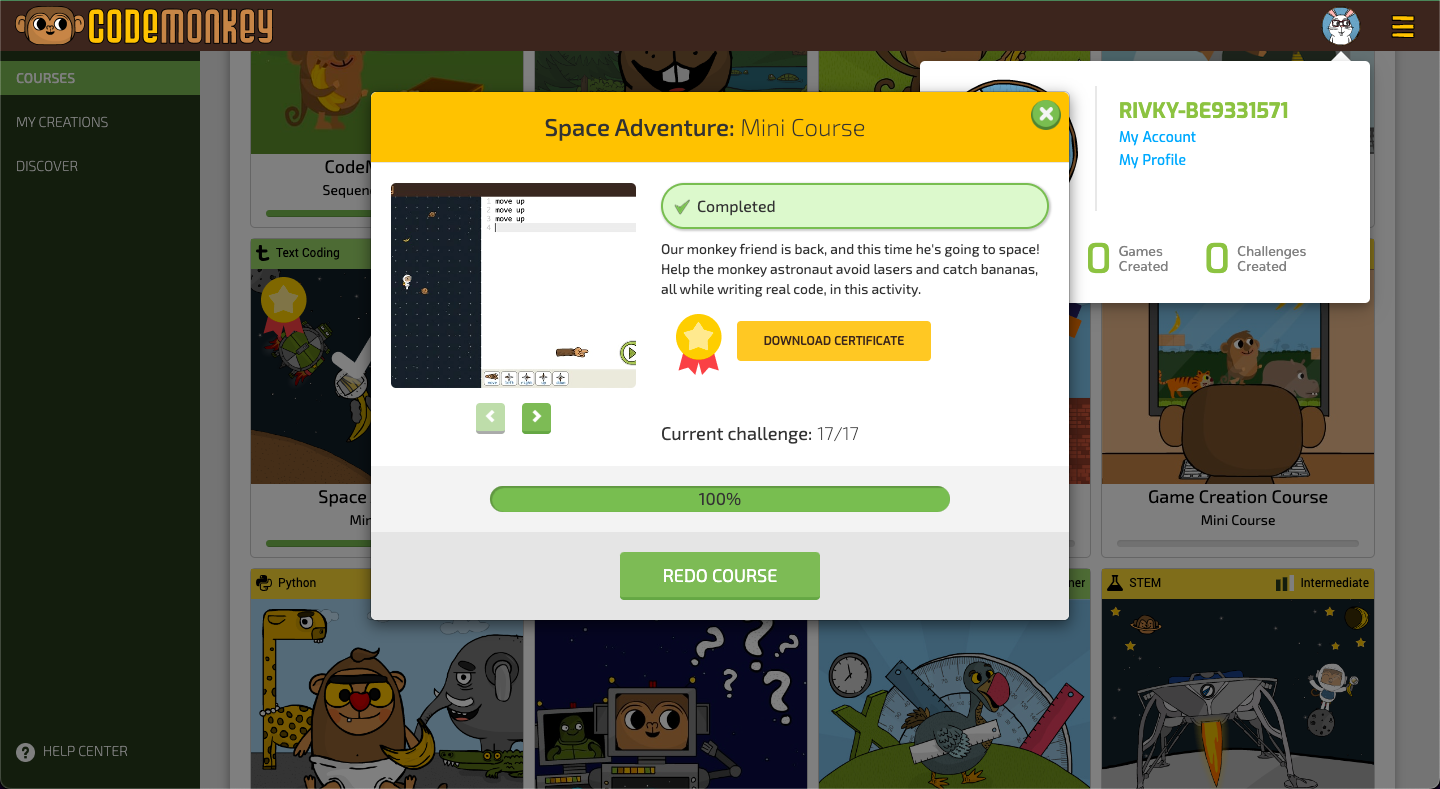 CODEMONKEY
COURSES
MY CREATIONS
DISCOVER
HELP CENTER
RIVKY-BE9331571
My Account
My Profile
0 Games Created
0 Challenges Created
Space Adventure: Mini Course
1 move up
2 move up
3 move up
4
Completed
Our monkey friend is back, and this time he's going to space!
Help the monkey astronaut avoid lasers and catch bananas,
all while writing real code, in this activity.
DOWNLOAD CERTIFICATE
Current challenge: 17/17
100%
REDO COURSE
CodeM
Sequen
Text Coding
Space
Mir
Game Creation Course
Mini Course
Python
ner
STEM
Intermediate